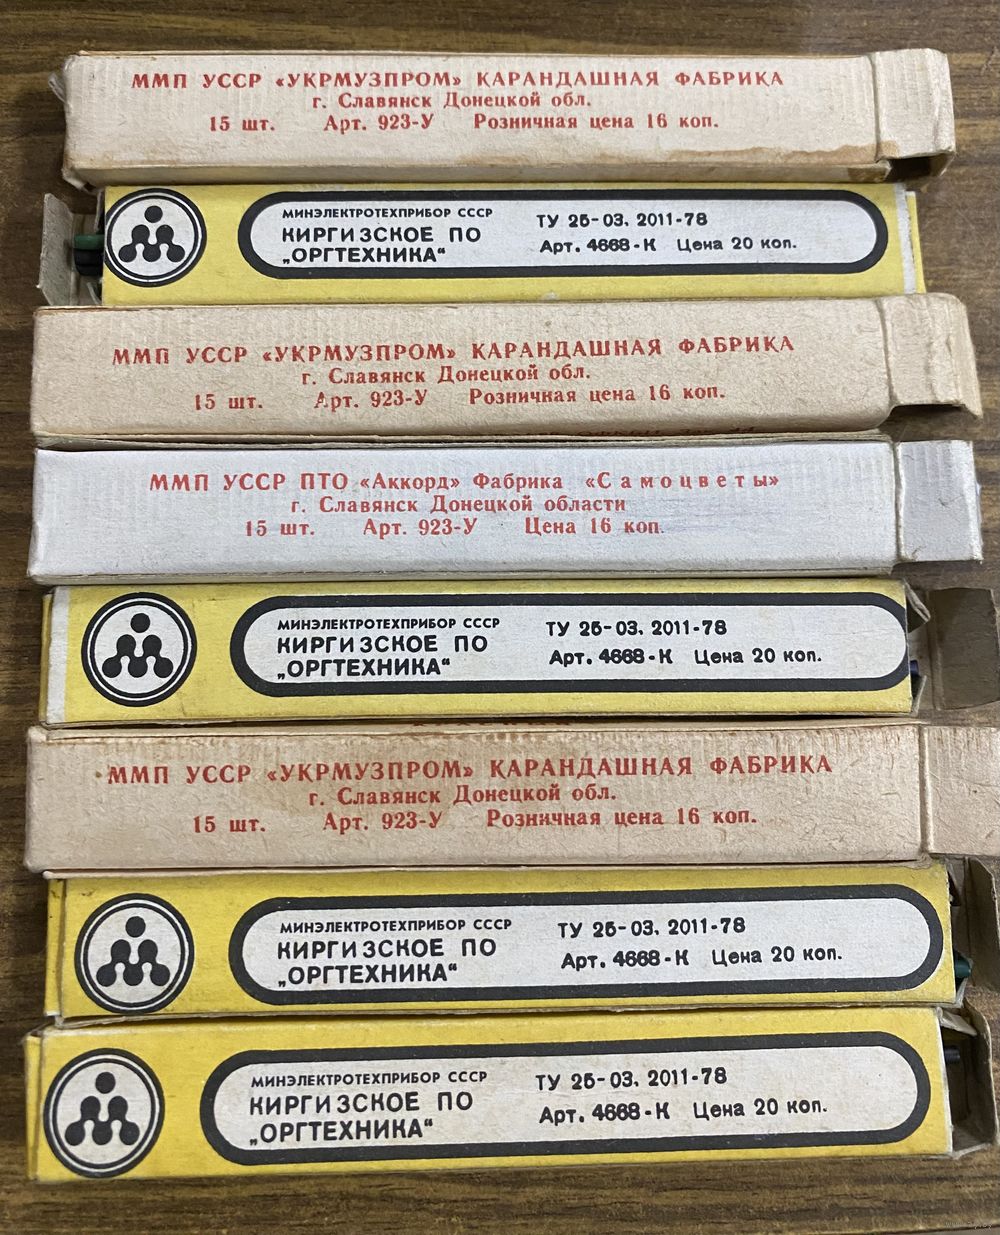 ММП УССР «УКРМУЗПРОМ» КАРАНДАШНАЯ ФАБРИКА
г. Славянск Донецкой обл.
15 шт. Арт. 923-У Розничная цена 16 коп.
МИНЭЛЕКТРОТЕХПРИБОР СССР
КИРГИЗСКОЕ ПО
„ОРГТЕХНИКА“
ТУ 25-03. 2011-78
Арт. 4668-К Цена 20 коп.
ММП УССР «УКРМУЗПРОМ» КАРАНДАШНАЯ ФАБРИКА
г. Славянск Донецкой обл.
15 шт. Арт. 923-У Розничная цена 16 коп.
ММП УССР ПТО «Аккорд» Фабрика «Самоцветы»
г. Славянск Донецкой области
15 шт. Арт. 923-У Цена 16 коп.
МИНЭЛЕКТРОТЕХПРИБОР СССР
КИРГИЗСКОЕ ПО
„ОРГТЕХНИКА“
ТУ 25-03. 2011-78
Арт. 4668-К Цена 20 коп.
ММП УССР «УКРМУЗПРОМ» КАРАНДАШНАЯ ФАБРИКА
г. Славянск Донецкой обл.
15 шт. Арт. 923-У Розничная цена 16 коп.
МИНЭЛЕКТРОТЕХПРИБОР СССР
КИРГИЗСКОЕ ПО
„ОРГТЕХНИКА“
ТУ 25-03. 2011-78
Арт. 4668-К Цена 20 коп.
МИНЭЛЕКТРОТЕХПРИБОР СССР
КИРГИЗСКОЕ ПО
„ОРГТЕХНИКА“
ТУ 25-03. 2011-78
Арт. 4668-К Цена 20 коп.